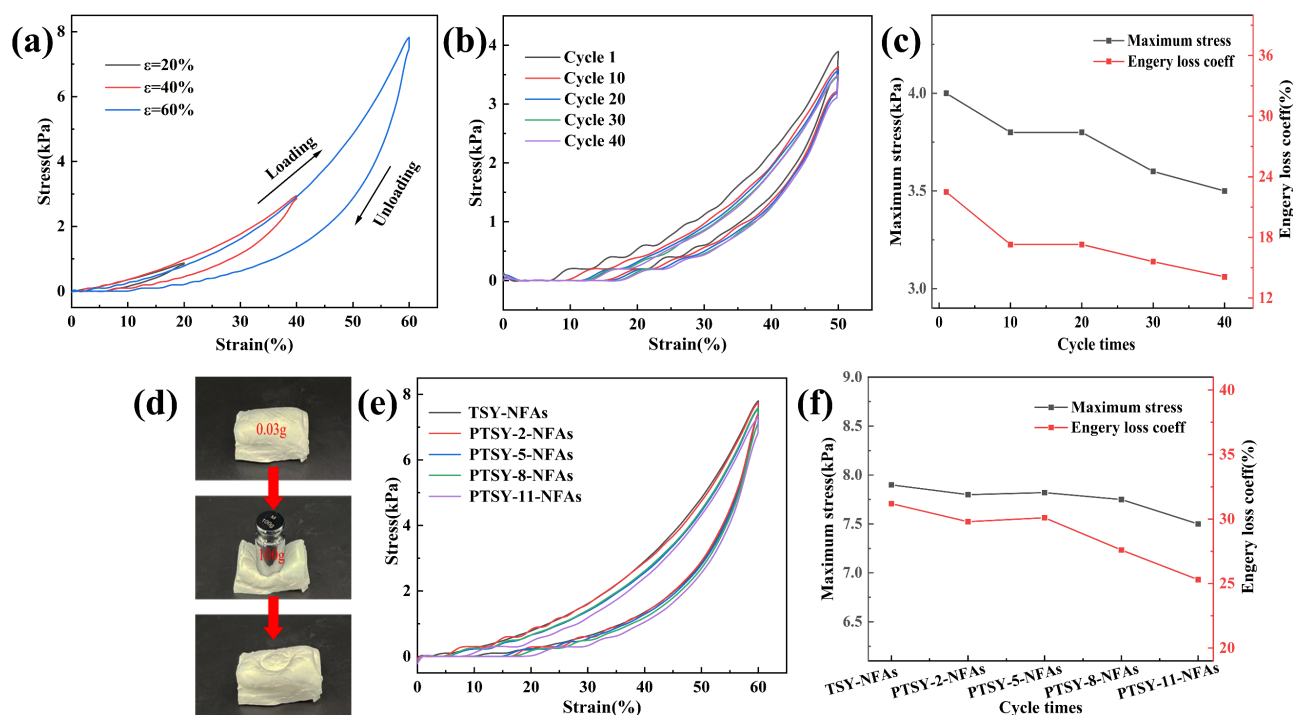 (a)
ε=20%
ε=40%
ε=60%
Loading
Unloading
Stress(kPa)
8
6
4
2
0
0 10 20 30 40 50 60
Strain(%)
(b)
Cycle 1
Cycle 10
Cycle 20
Cycle 30
Cycle 40
Stress(kPa)
4
3
2
1
0
0 10 20 30 40 50
Strain(%)
(c)
Maximum stress
Engery loss coeff
Maximum stress(kPa)
4.0
3.5
3.0
Engery loss coeff(%)
36
30
24
18
12
0 10 20 30 40
Cycle times
(d)
0.03g
M
100g
100g
(e)
TSY-NFAs
PTSY-2-NFAs
PTSY-5-NFAs
PTSY-8-NFAs
PTSY-11-NFAs
Stress(kPa)
8
6
4
2
0
0 10 20 30 40 50 60
Strain(%)
(f)
Maximum stress
Engery loss coeff
Maximum stress(kPa)
9.0
8.5
8.0
7.5
7.0
6.5
Engery loss coeff(%)
40
35
30
25
20
TSY-NFAs PTSY-2-NFAs PTSY-5-NFAs PTSY-8-NFAs PTSY-11-NFAs
Cycle times